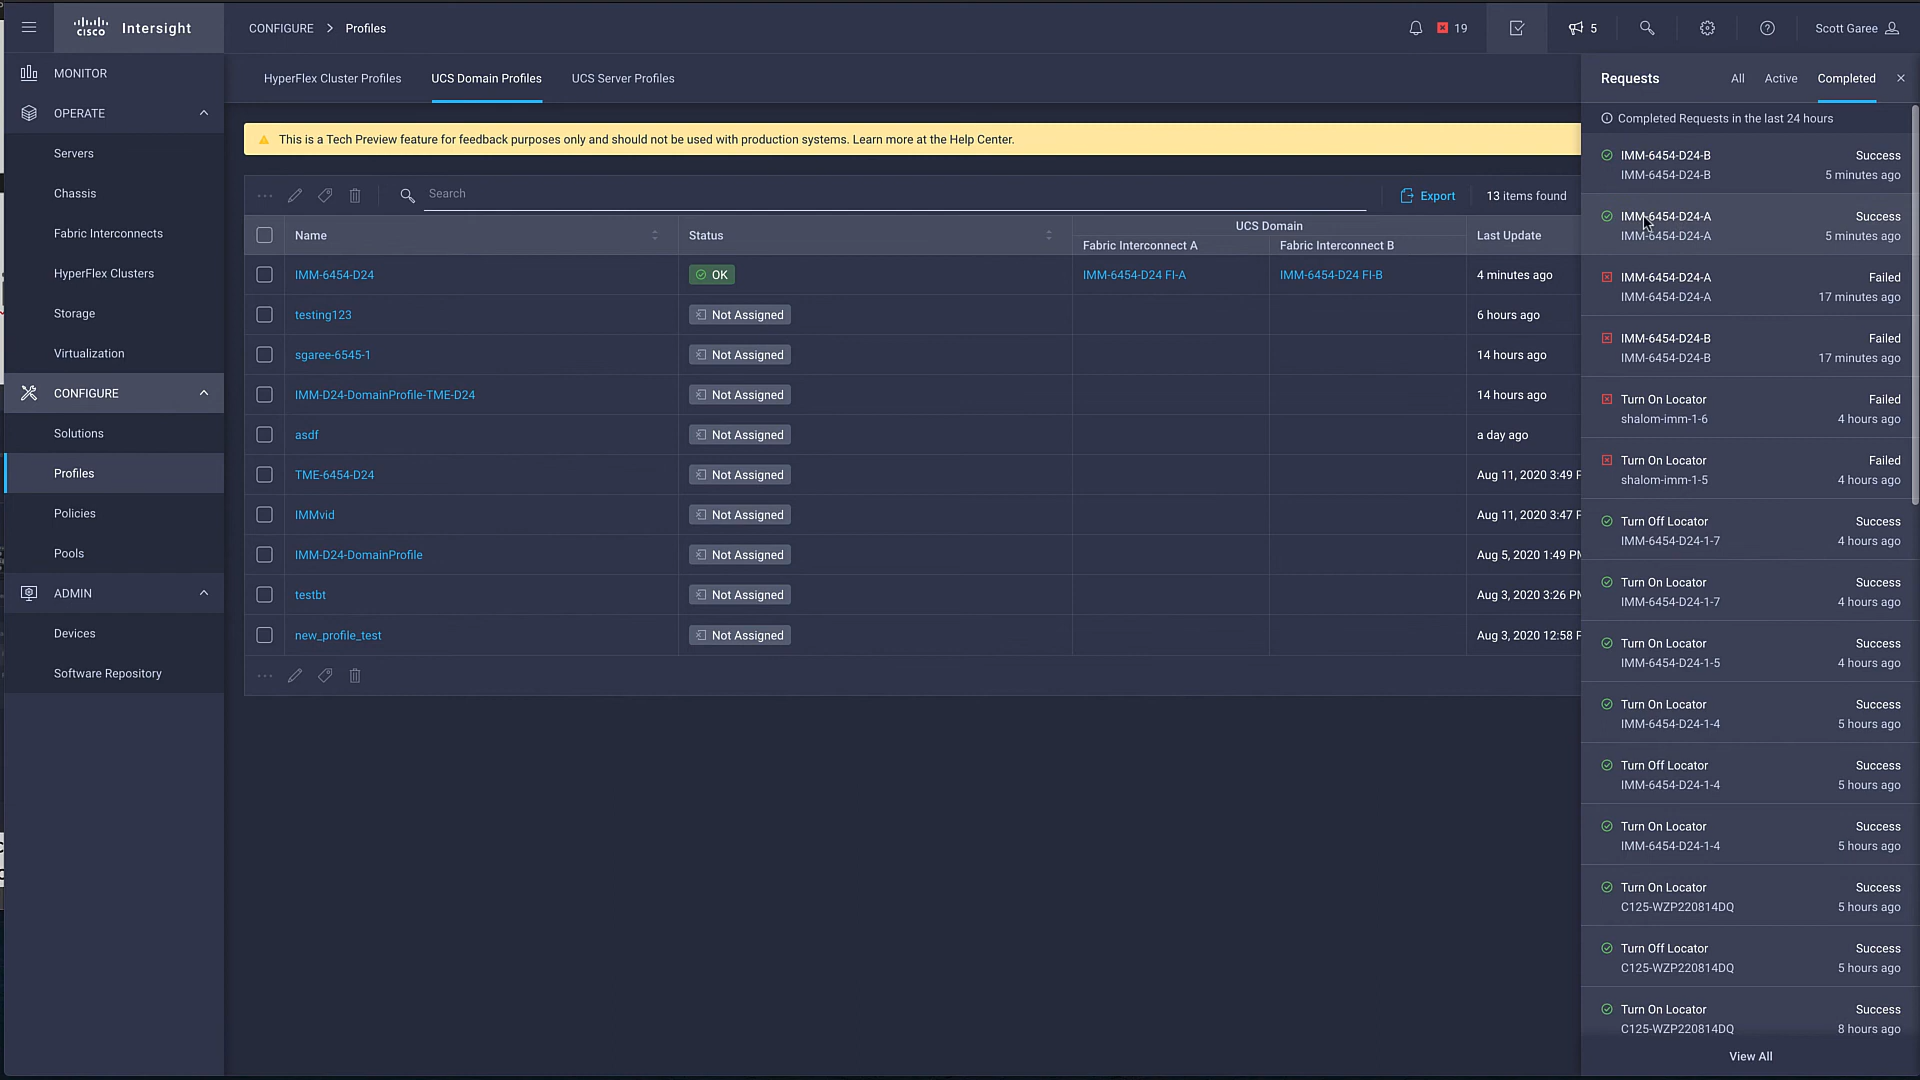 CISCO Intersight
CONFIGURE > Profiles
19
5
Scott Garee
MONITOR
OPERATE
Servers
Chassis
Fabric Interconnects
HyperFlex Clusters
Storage
Virtualization
CONFIGURE
Solutions
Profiles
Policies
Pools
ADMIN
Devices
Software Repository
HyperFlex Cluster Profiles UCS Domain Profiles UCS Server Profiles
This is a Tech Preview feature for feedback purposes only and should not be used with production systems. Learn more at the Help Center.
Search Export 13 items found
Name Status UCS Domain Last Update
Fabric Interconnect A Fabric Interconnect B
IMM-6454-D24 OK IMM-6454-D24 FI-A IMM-6454-D24 FI-B 4 minutes ago
testing123 Not Assigned 6 hours ago
sgaree-6545-1 Not Assigned 14 hours ago
IMM-D24-DomainProfile-TME-D24 Not Assigned 14 hours ago
asdf Not Assigned a day ago
TME-6454-D24 Not Assigned Aug 11, 2020 3:49 P
IMMvid Not Assigned Aug 11, 2020 3:47 P
IMM-D24-DomainProfile Not Assigned Aug 5, 2020 1:49 PM
testbt Not Assigned Aug 3, 2020 3:26 PM
new_profile_test Not Assigned Aug 3, 2020 12:58 P
Requests All Active Completed
Completed Requests in the last 24 hours
IMM-6454-D24-B Success
IMM-6454-D24-B 5 minutes ago
IMM-6454-D24-A Success
IMM-6454-D24-A 5 minutes ago
IMM-6454-D24-A Failed
IMM-6454-D24-A 17 minutes ago
IMM-6454-D24-B Failed
IMM-6454-D24-B 17 minutes ago
Turn On Locator Failed
shalom-imm-1-6 4 hours ago
Turn On Locator Failed
shalom-imm-1-5 4 hours ago
Turn Off Locator Success
IMM-6454-D24-1-7 4 hours ago
Turn On Locator Success
IMM-6454-D24-1-7 4 hours ago
Turn On Locator Success
IMM-6454-D24-1-5 4 hours ago
Turn On Locator Success
IMM-6454-D24-1-4 5 hours ago
Turn Off Locator Success
IMM-6454-D24-1-4 5 hours ago
Turn On Locator Success
IMM-6454-D24-1-4 5 hours ago
Turn On Locator Success
C125-WZP220814DQ 5 hours ago
Turn Off Locator Success
C125-WZP220814DQ 5 hours ago
Turn On Locator Success
C125-WZP220814DQ 8 hours ago
View All